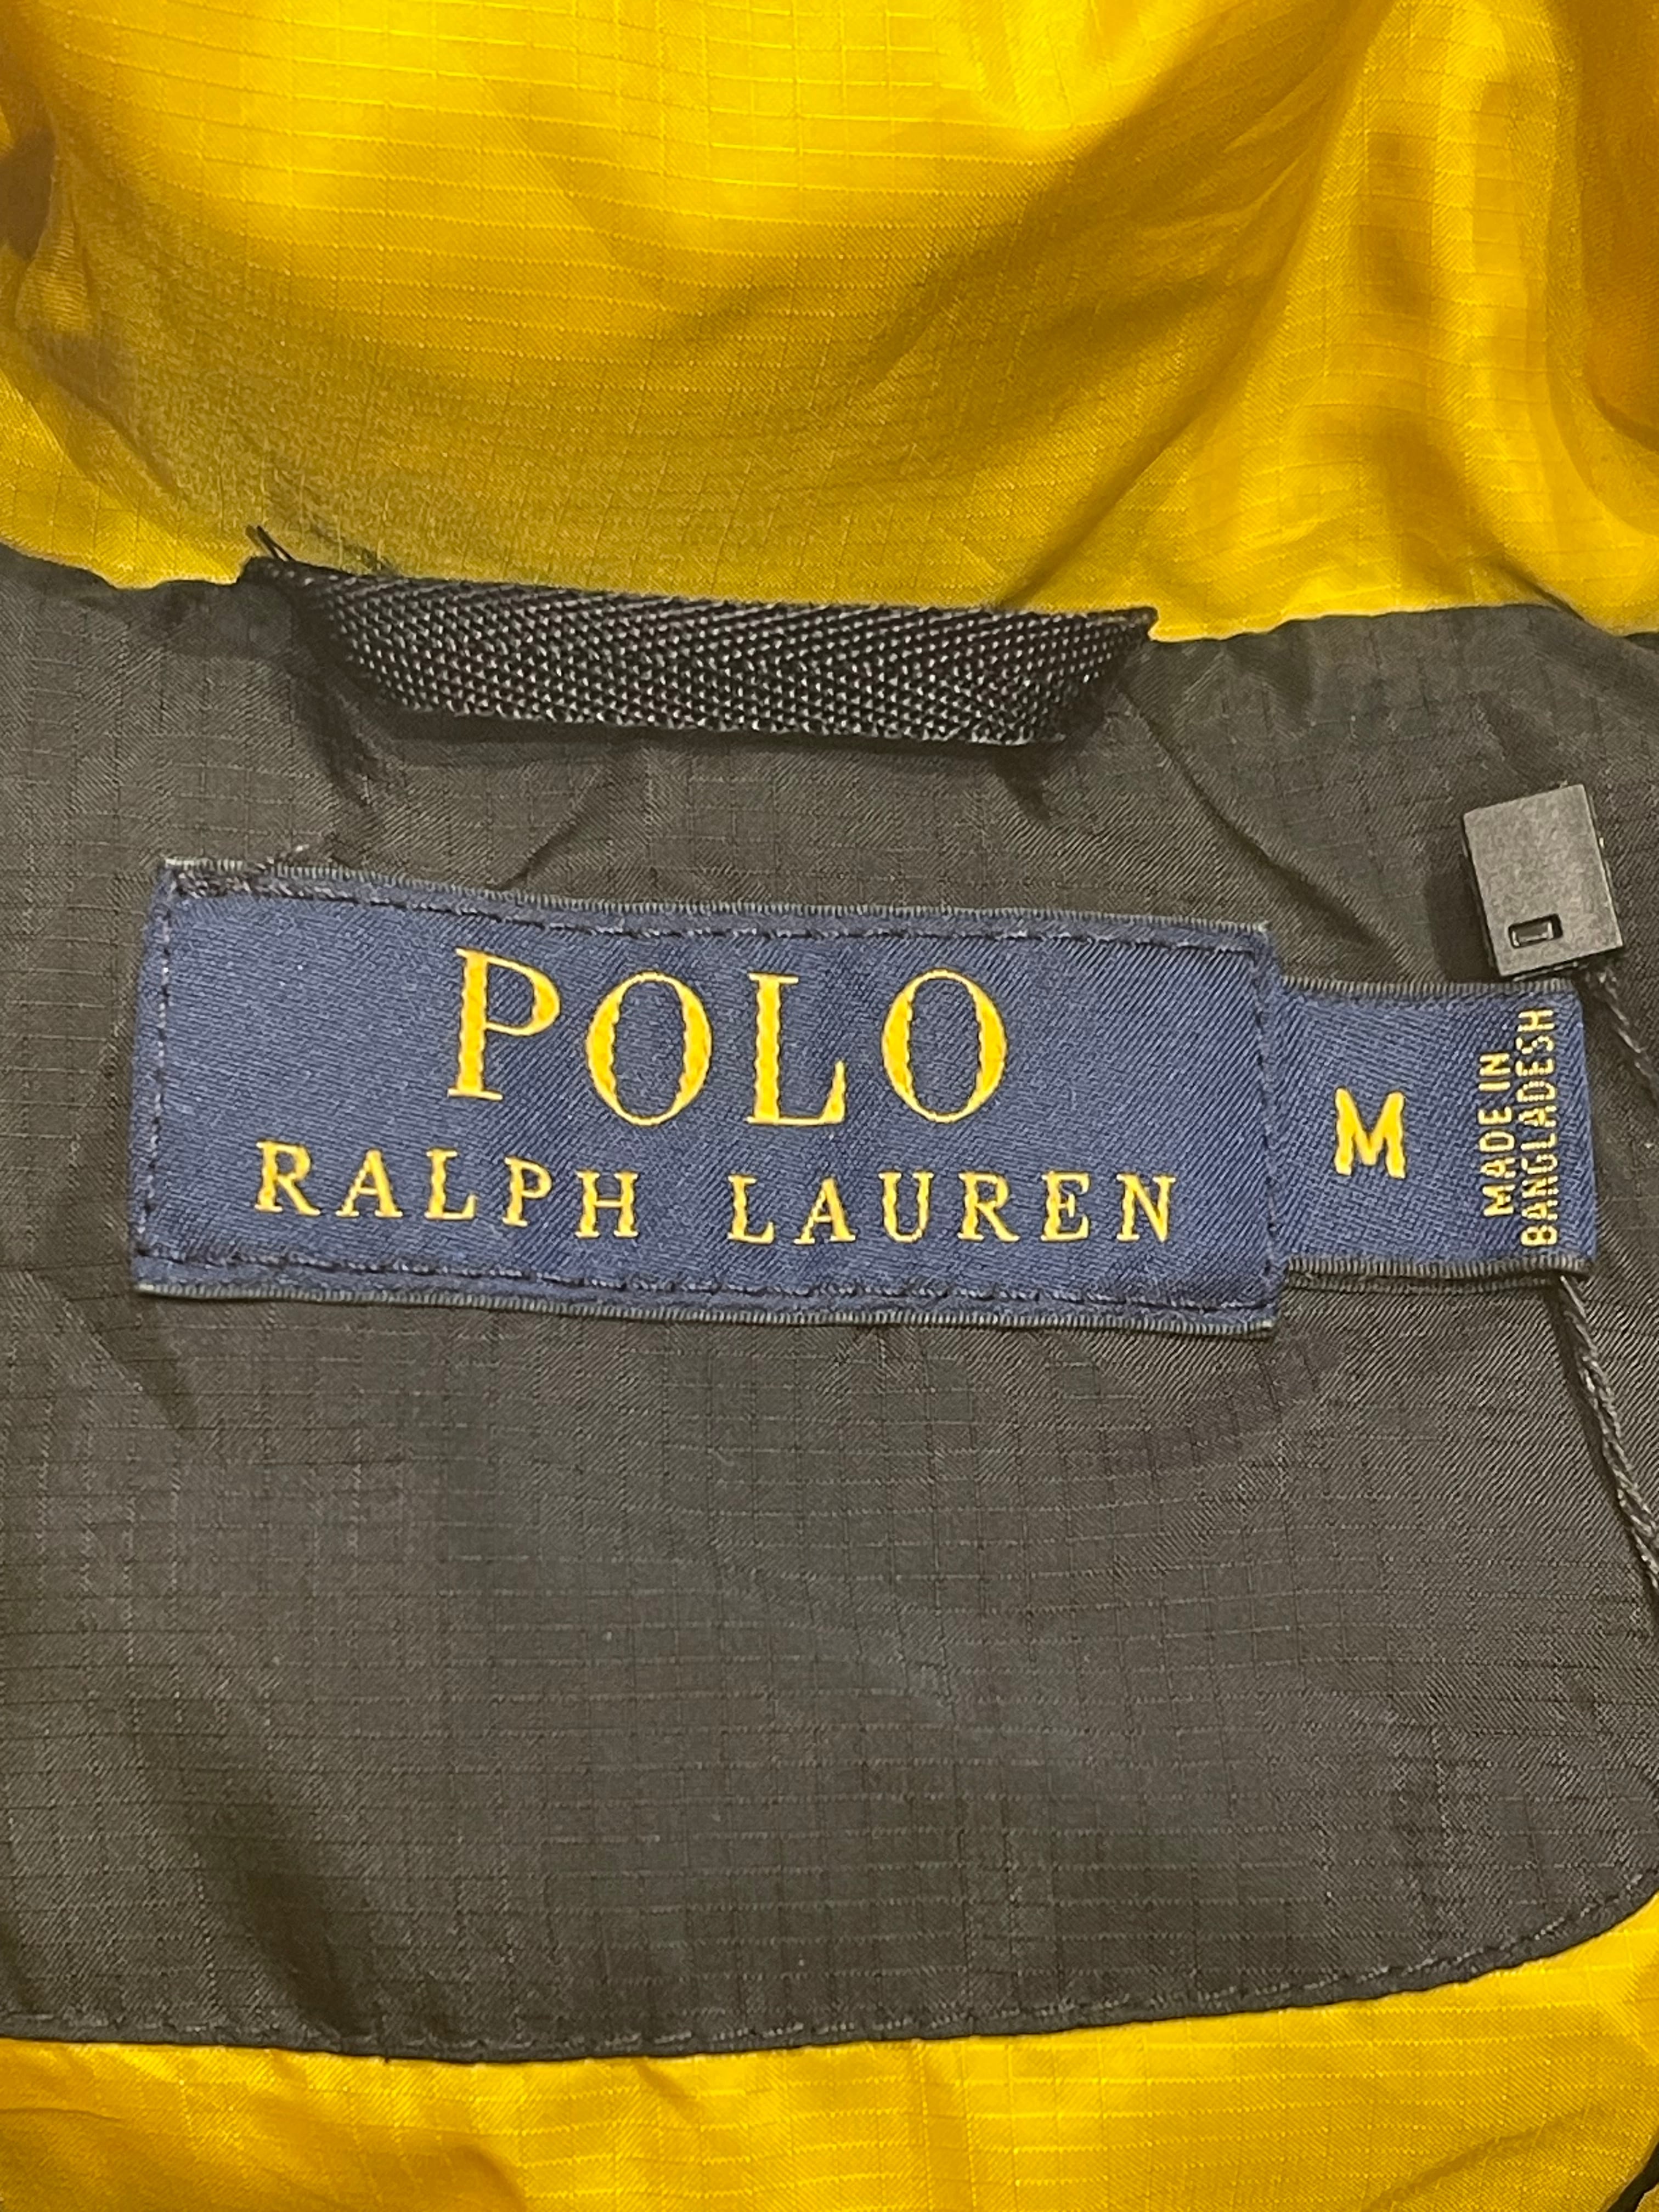 POLO
RALPH LAUREN
M
MADE IN
BANGLADESH